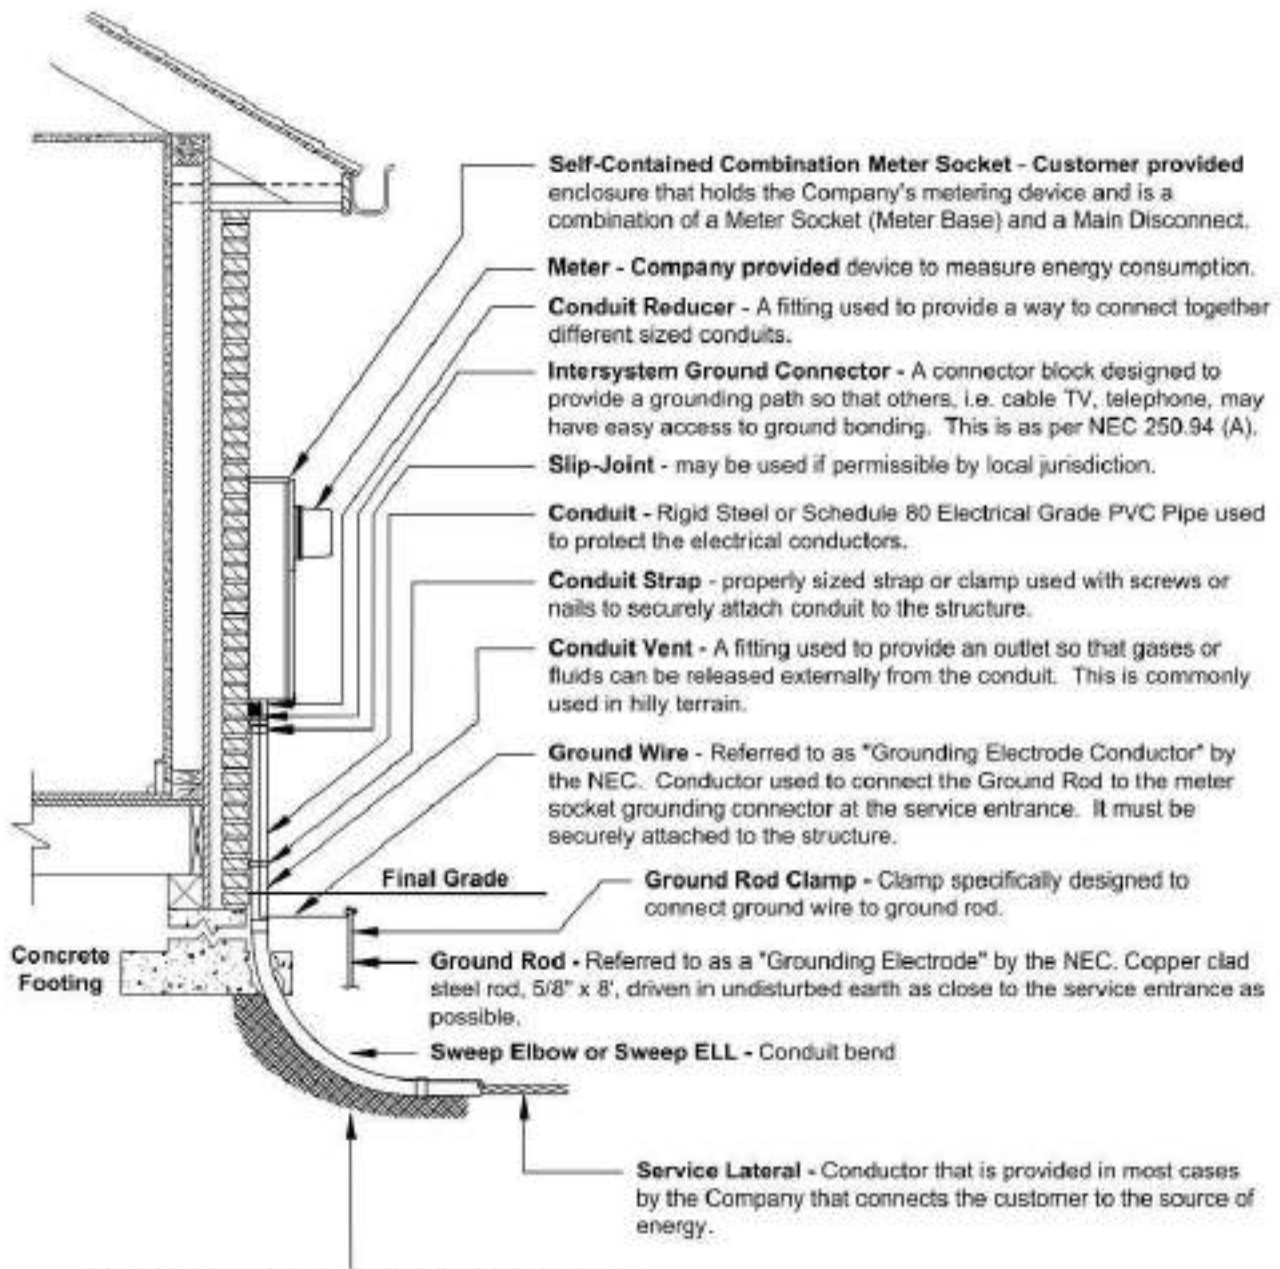 Self-Contained Combination Meter Socket - Customer provided
enclosure that holds the Company's metering device and is a
combination of a Meter Socket (Meter Base) and a Main Disconnect.
Meter - Company provided device to measure energy consumption.
Conduit Reducer - A fitting used to provide a way to connect together
different sized conduits.
Intersystem Ground Connector - A connector block designed to
provide a grounding path so that others, i.e. cable TV, telephone, may
have easy access to ground bonding. This is as per NEC 250.94 (A).
Slip-Joint - may be used if permissible by local jurisdiction.
Conduit - Rigid Steel or Schedule 80 Electrical Grade PVC Pipe used
to protect the electrical conductors.
Conduit Strap - properly sized strap or clamp used with screws or
nails to securely attach conduit to the structure.
Conduit Vent - A fitting used to provide an outlet so that gases or
fluids can be released externally from the conduit. This is commonly
used in hilly terrain.
Ground Wire - Referred to as "Grounding Electrode Conductor" by
the NEC. Conductor used to connect the Ground Rod to the meter
socket grounding connector at the service entrance. It must be
securely attached to the structure.
Final Grade
Ground Rod Clamp - Clamp specifically designed to
connect ground wire to ground rod.
Concrete
Footing
Ground Rod - Referred to as a "Grounding Electrode" by the NEC. Copper clad
steel rod, 5/8" x 8', driven in undisturbed earth as close to the service entrance as
possible.
Sweep Elbow or Sweep ELL - Conduit bend
Service Lateral - Conductor that is provided in most cases
by the Company that connects the customer to the source of
energy.